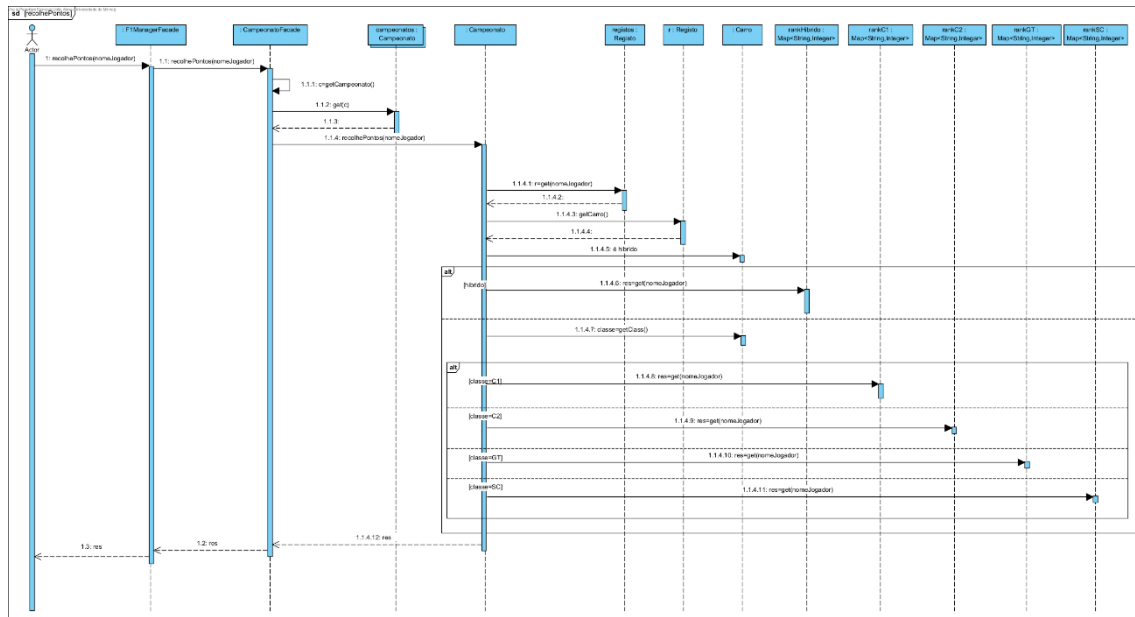 sd [recolhePontos]
: F1ManagerFacade
: CampeonatoFacade
campeonatos :
Campeonato
: Campeonato
registos :
Registo
r : Registo
: Carro
rankHibrido :
Map<String,Integer>
rankC1 :
Map<String,Integer>
rankC2 :
Map<String,Integer>
rankGT :
Map<String,Integer>
rankSC :
Map<String,Integer>
Actor
1: recolhePontos(nomeJogador)
1.1: recolhePontos(nomeJogador)
1.1.1: c=getCampeonato()
1.1.2: get(c)
1.1.3:
1.1.4: recolhePontos(nomeJogador)
1.1.4.1: r=get(nomeJogador)
1.1.4.2:
1.1.4.3: getCarro()
1.1.4.4:
1.1.4.5: é hibrido
alt
[hibrido]
1.1.4.6: res=get(nomeJogador)
1.1.4.7: classe=getClass()
alt
[classe=C1]
1.1.4.8: res=get(nomeJogador)
[classe=C2]
1.1.4.9: res=get(nomeJogador)
[classe=GT]
1.1.4.10: res=get(nomeJogador)
[classe=SC]
1.1.4.11: res=get(nomeJogador)
1.1.4.12: res
1.2: res
1.3: res